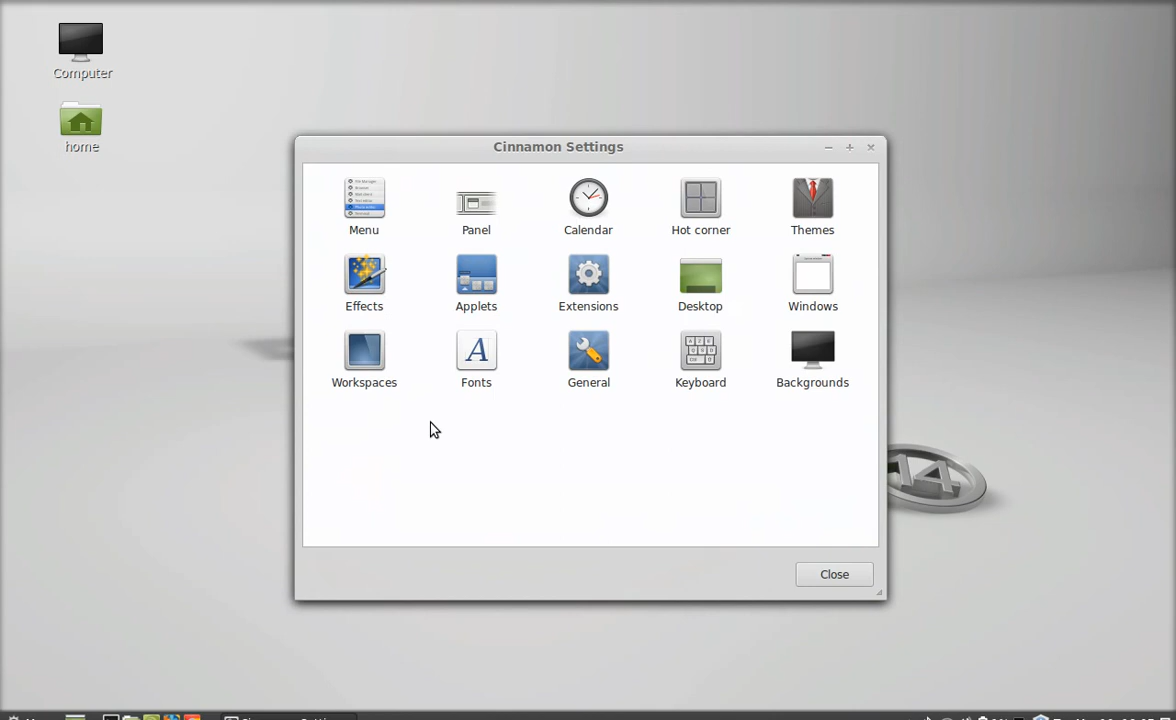 Computer
home
Cinnamon Settings
Menu
Panel
Calendar
Hot corner
Themes
Effects
Applets
Extensions
Desktop
Windows
Workspaces
Fonts
General
Keyboard
Backgrounds
14
Close